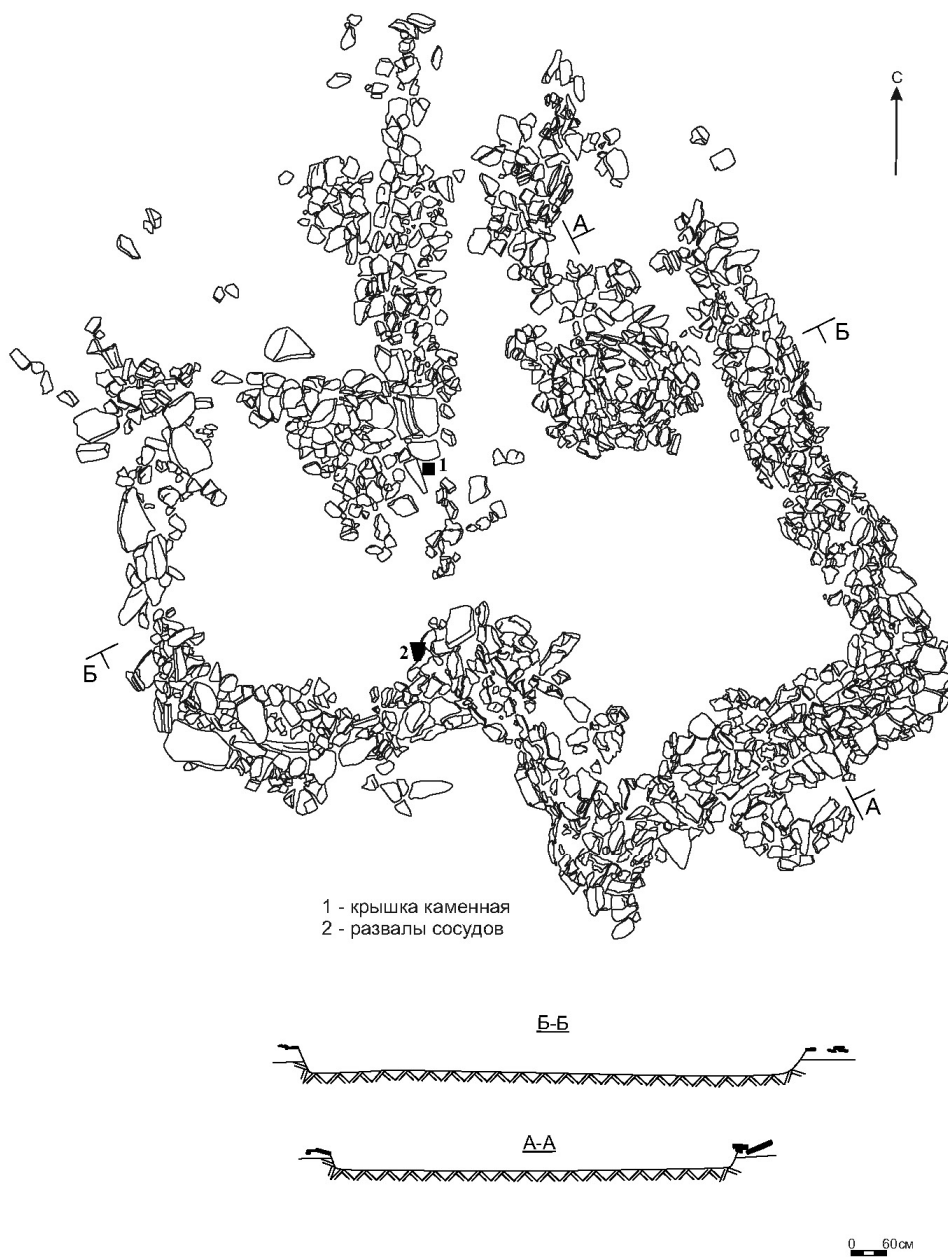 С
А
Б
1
2
Б
А
1 - крышка каменная
2 - развалы сосудов
Б-Б
А-А
0 60см